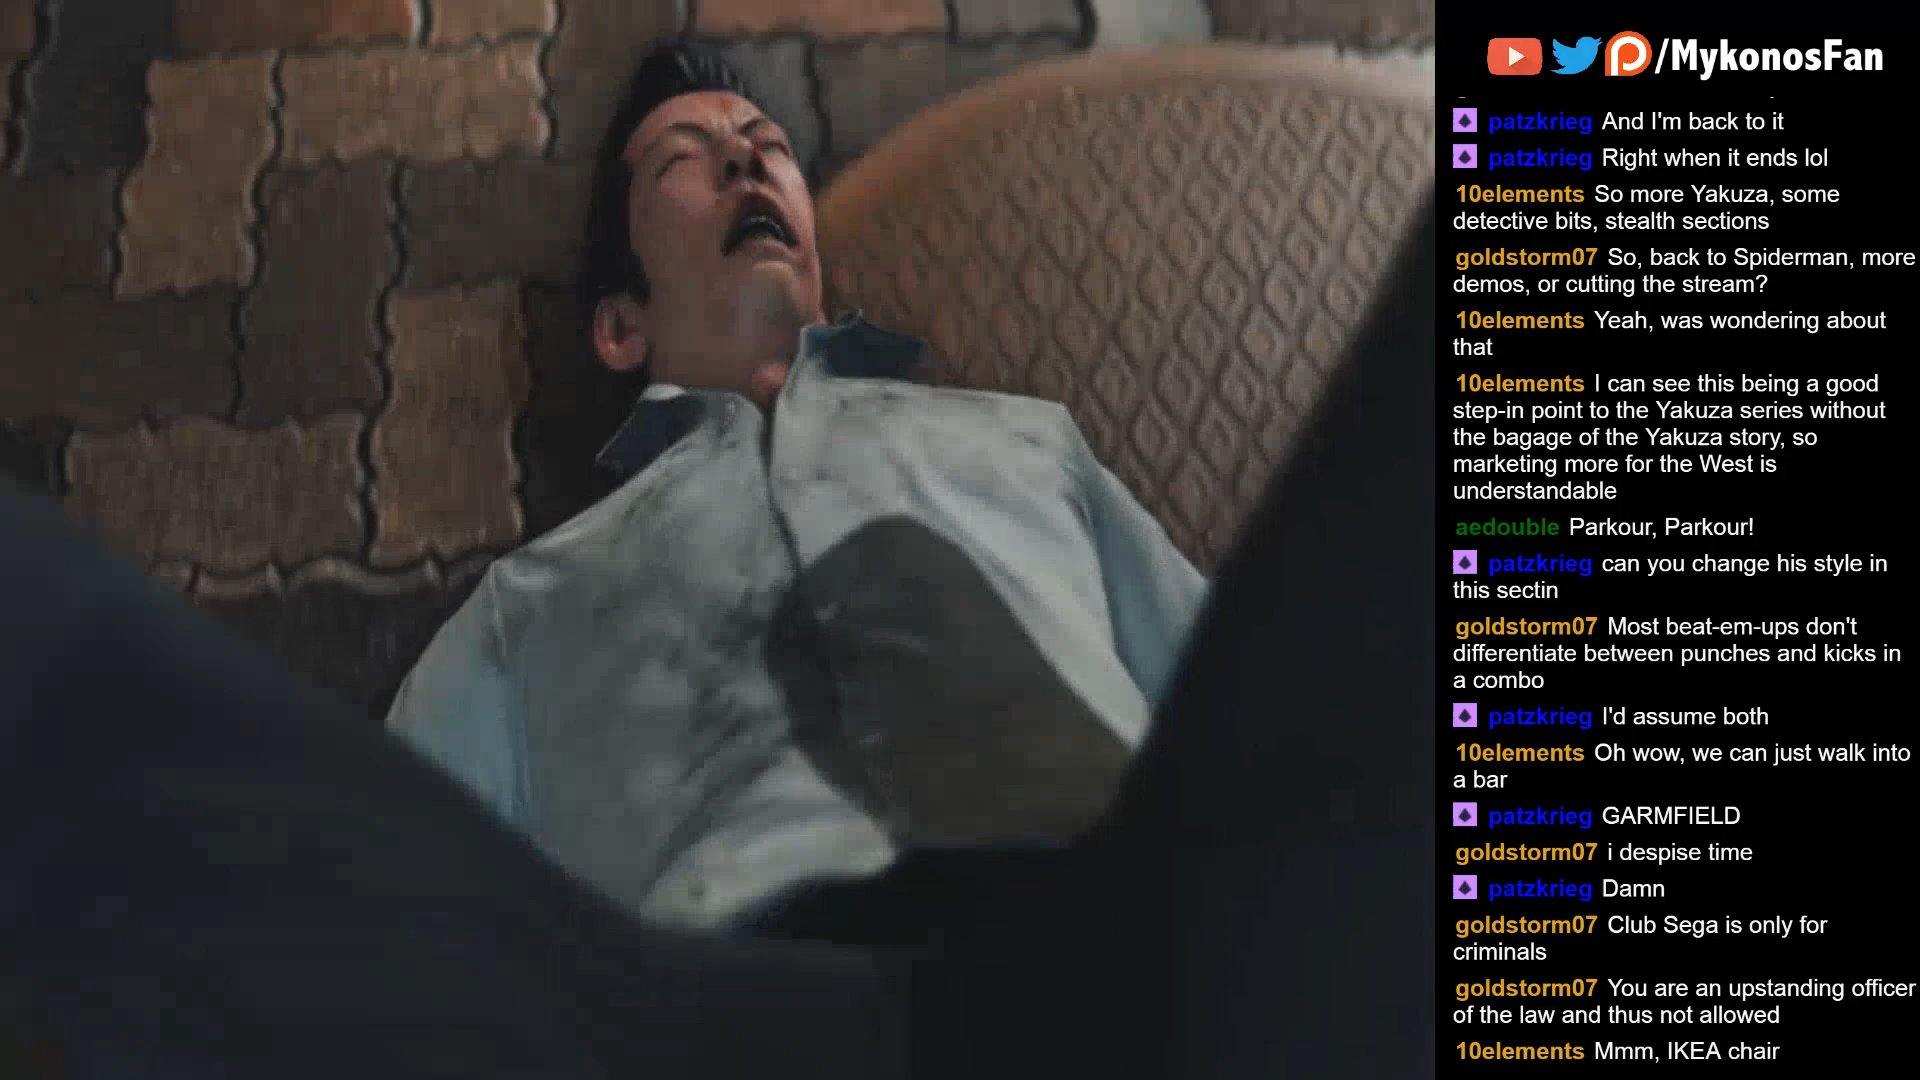 /MykonosFan
patzkrieg And I'm back to it
patzkrieg Right when it ends lol
10elements So more Yakuza, some
detective bits, stealth sections
goldstorm07 So, back to Spiderman, more
demos, or cutting the stream?
10elements Yeah, was wondering about
that
10elements I can see this being a good
step-in point to the Yakuza series without
the bagage of the Yakuza story, so
marketing more for the West is
understandable
aedouble Parkour, Parkour!
patzkrieg can you change his style in
this sectin
goldstorm07 Most beat-em-ups don't
differentiate between punches and kicks in
a combo
patzkrieg I'd assume both
10elements Oh wow, we can just walk into
a bar
patzkrieg GARMFIELD
goldstorm07 i despise time
patzkrieg Damn
goldstorm07 Club Sega is only for
criminals
goldstorm07 You are an upstanding officer
of the law and thus not allowed
10elements Mmm, IKEA chair